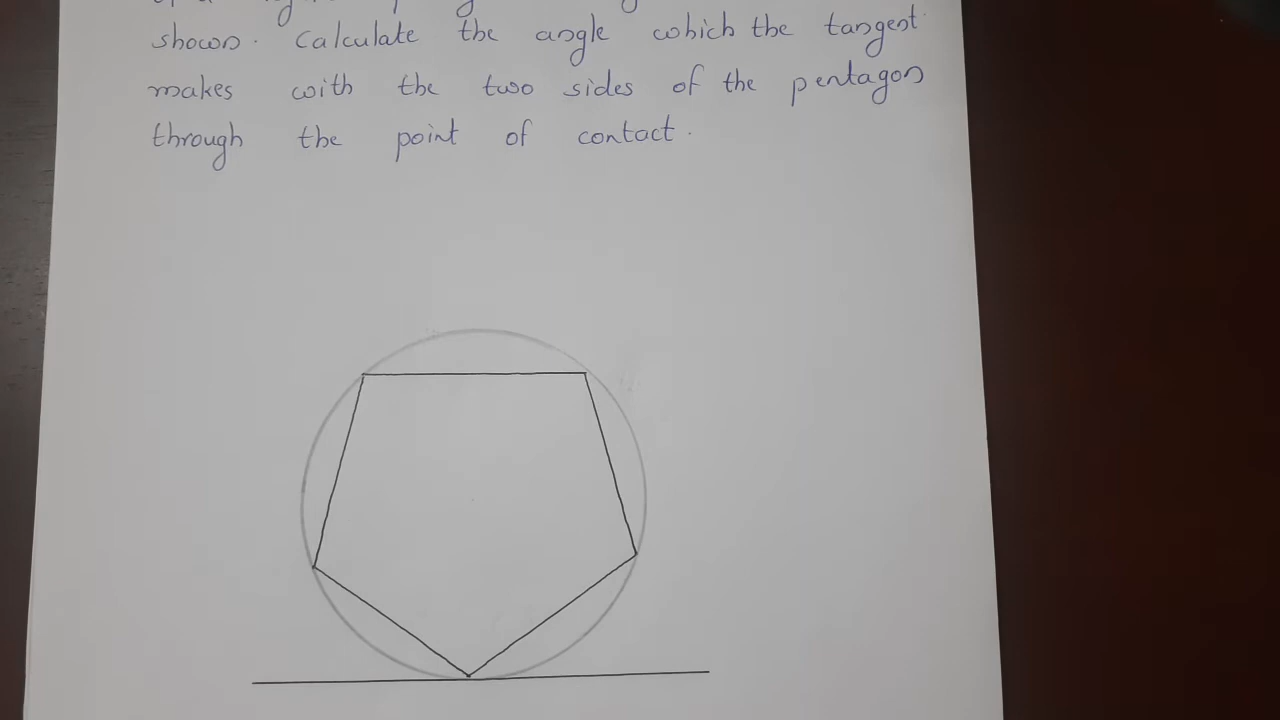 shown. Calculate the angle which the tangent
makes with the two sides of the pentagon
through the point of contact.